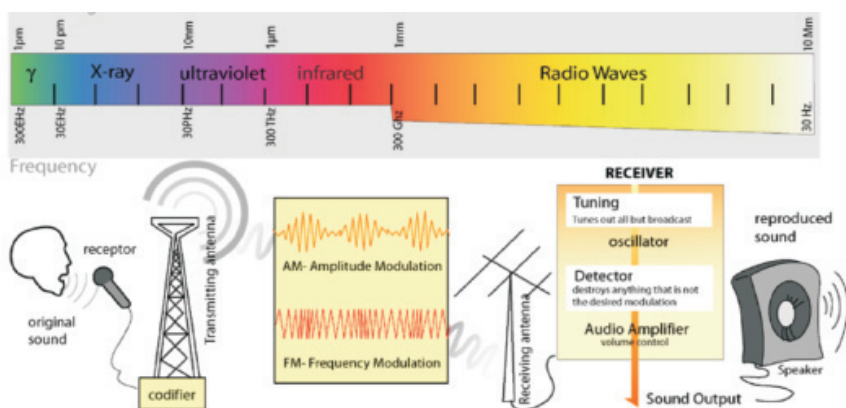 1pm 10 pm 10nm 1μm 1mm 10 Mm
γ X-ray ultraviolet infrared Radio Waves
300EHz 30EHz 30PHz 300 THz 300 Ghz 30 Hz.
Frequency
RECEIVER
Tuning
Tunes out all but broadcast
oscillator
Detector
destroys anything that is not
the desired modulation
Audio Amplifier
volume control
Sound Output
original
sound
receptor
codifier
Transmitting antenna
AM- Amplitude Modulation
FM- Frequency Modulation
Receiving antenna
reproduced
sound
Speaker